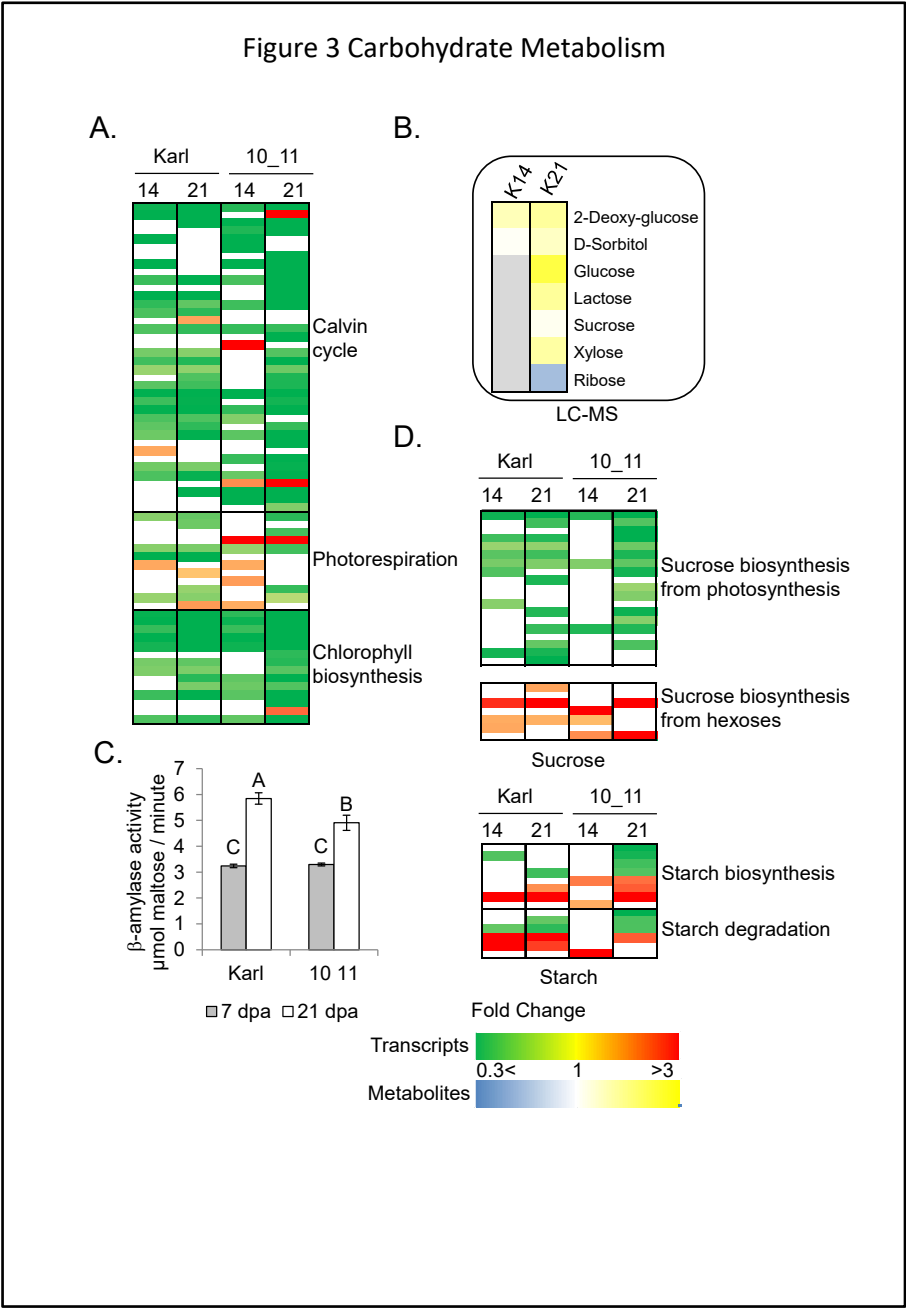 Figure 3 Carbohydrate Metabolism
A.
Karl 10_11
14 21 14 21
Calvin
cycle
Photorespiration
Chlorophyll
biosynthesis
B.
K14 K21
2-Deoxy-glucose
D-Sorbitol
Glucose
Lactose
Sucrose
Xylose
Ribose
LC-MS
C.
β-amylase activity
μmol maltose / minute
7
6
5
4
3
2
1
0
C A C B
Karl 10 11
7 dpa 21 dpa
D.
Karl 10_11
14 21 14 21
Sucrose biosynthesis
from photosynthesis
Sucrose biosynthesis
from hexoses
Sucrose
Karl 10_11
14 21 14 21
Starch biosynthesis
Starch degradation
Starch
Fold Change
Transcripts
0.3< 1 >3
Metabolites